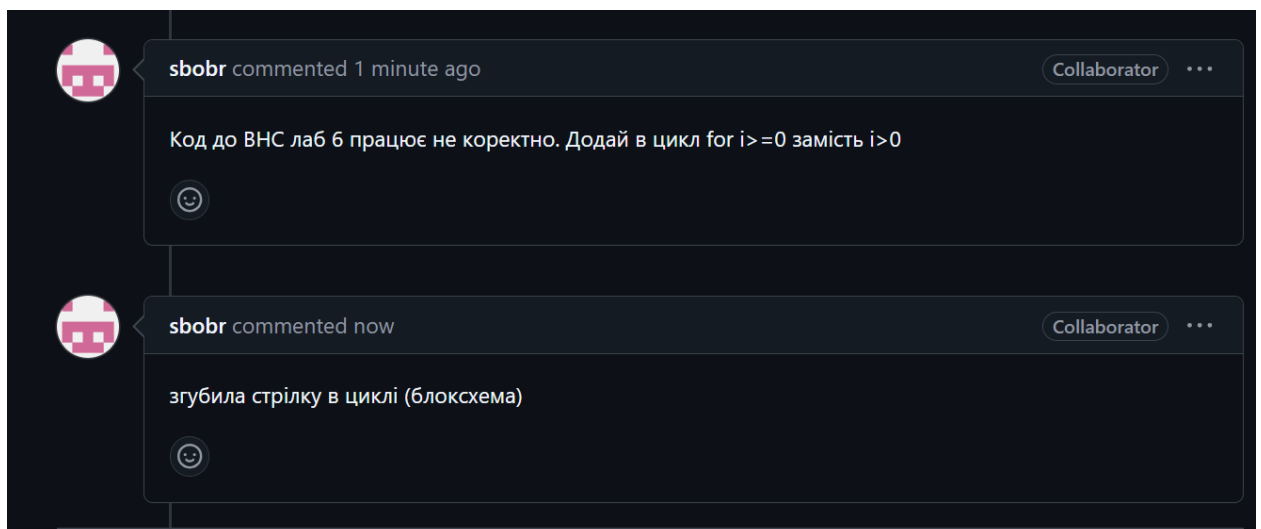 sbobr commented 1 minute ago Collaborator
Код до ВНС лаб 6 працює не коректно. Додай в цикл for i>=0 замість i>0
sbobr commented now Collaborator
згубила стрілку в циклі (блоксхема)